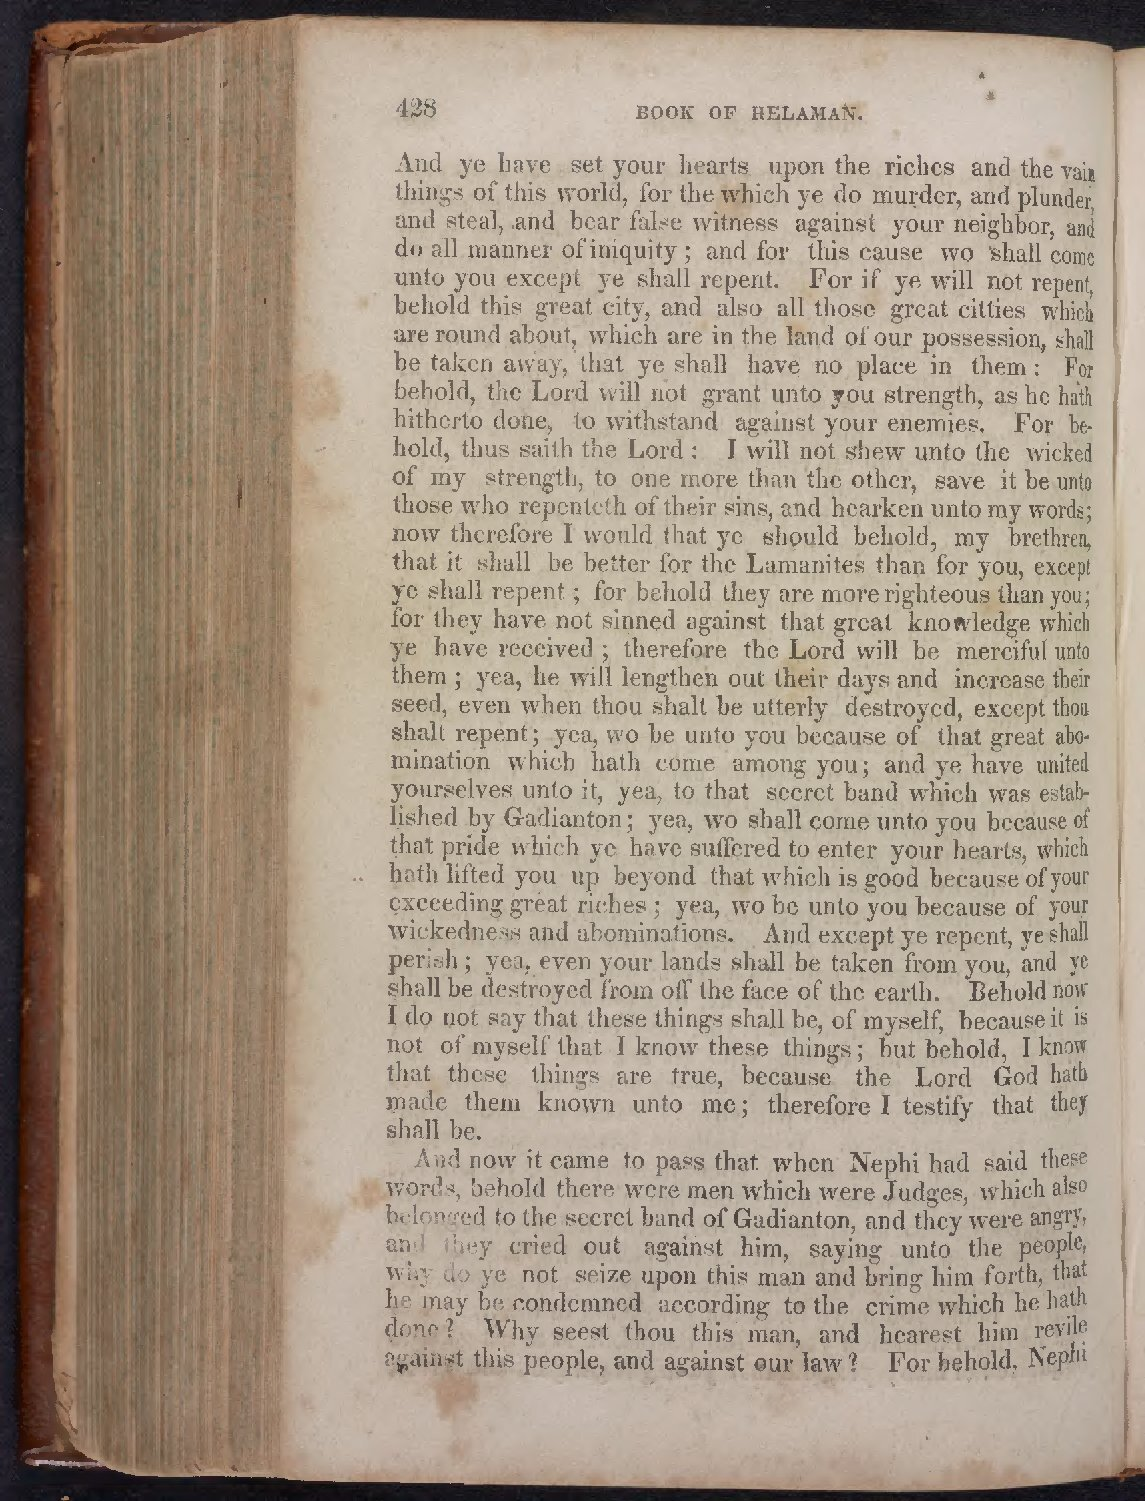 428 BOOK OF HELAMAN.
And ye have set your hearts upon the riches and the vain
things of this world, for the which ye do murder, and plunder,
and steal, and bear false witness against your neighbor, and
do all manner of iniquity; and for this cause wo shall come
unto you except ye shall repent. For if ye will not repent,
behold this great city, and also all those great citties which
are round about, which are in the land of our possession, shall
be taken away, that ye shall have no place in them: For
behold, the Lord will not grant unto you strength, as he hath
hitherto done, to withstand against your enemies. For be-
hold, thus saith the Lord: I will not shew unto the wicked
of my strength, to one more than the other, save it be unto
those who repenteth of their sins, and hearken unto my words;
now therefore I would that ye should behold, my brethren,
that it shall be better for the Lamanites than for you, except
ye shall repent; for behold they are more righteous than you;
for they have not sinned against that great knowledge which
ye have received; therefore the Lord will be merciful unto
them; yea, he will lengthen out their days and increase their
seed, even when thou shalt be utterly destroyed, except thou
shalt repent; yea, wo be unto you because of that great abo-
mination which hath come among you; and ye have united
yourselves unto it, yea, to that secret band which was estab-
lished by Gadianton; yea, wo shall come unto you because of
that pride which ye have suffered to enter your hearts, which
hath lifted you up beyond that which is good because of your
exceeding great riches; yea, wo be unto you because of your
wickedness and abominations. And except ye repent, ye shall
perish; yea, even your lands shall be taken from you, and ye
shall be destroyed from off the face of the earth. Behold now
I do not say that these things shall be, of myself, because it is
not of myself that I know these things; but behold, I know
that these things are true, because the Lord God hath
made them known unto me; therefore I testify that they
shall be.
And now it came to pass that when Nephi had said these
words, behold there were men which were Judges, which also
belonged to the secret band of Gadianton, and they were angry,
and they cried out against him, saying unto the people,
why do ye not seize upon this man and bring him forth, that
he may be condemned according to the crime which he hath
done? Why seest thou this man, and hearest him revile
against this people, and against our law? For behold, Nephi